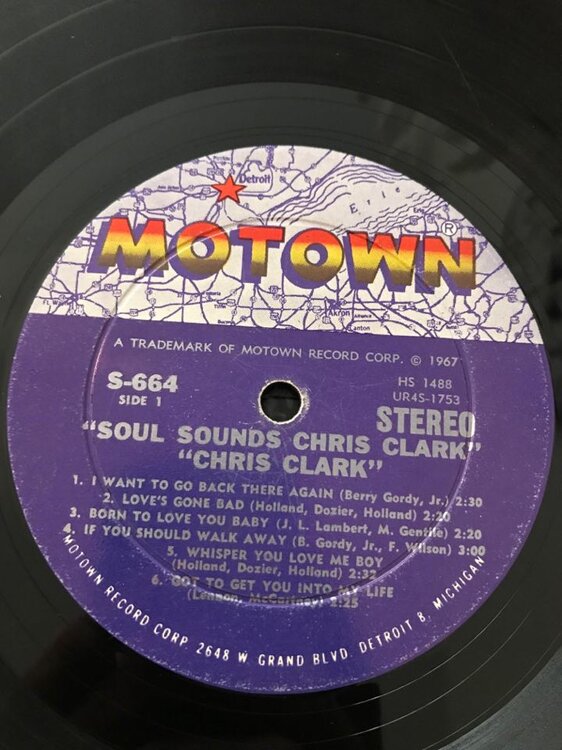 Detroit
Erie
MOTOWN®
Akron
anton
A TRADEMARK OF MOTOWN RECORD CORP. © 1967
S-664
SIDE 1
HS 1488
UR4S-1753
STEREO
"SOUL SOUNDS CHRIS CLARK"
"CHRIS CLARK"
1. I WANT TO GO BACK THERE AGAIN (Berry Gordy, Jr.) 2:30
2. LOVE'S GONE BAD (Holland, Dozier, Holland) 2:20
3. BORN TO LOVE YOU BABY (J. L. Lambert, M. Gentile) 2:20
4. IF YOU SHOULD WALK AWAY (B. Gordy, Jr., F. Wilson) 3:00
5. WHISPER YOU LOVE ME BOY
(Holland, Dozier, Holland) 2:32
6. GOT TO GET YOU INTO MY LIFE
(Lennon, McCartney) 2:25
MOTOWN RECORD CORP. 2648 W. GRAND BLVD. DETROIT 8, MICHIGAN